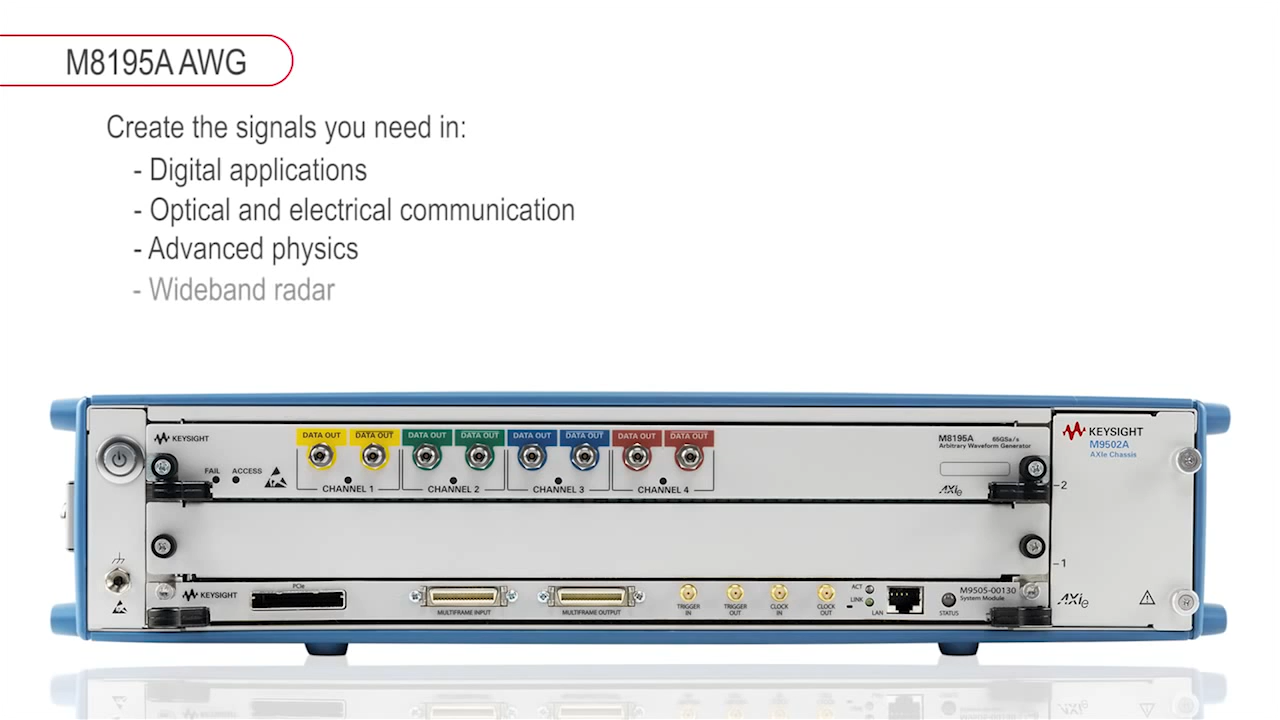 M8195A AWG
Create the signals you need in:
- Digital applications
- Optical and electrical communication
- Advanced physics
- Wideband radar
KEYSIGHT
DATA OUT DATA OUT DATA OUT DATA OUT DATA OUT DATA OUT DATA OUT DATA OUT
M8195A 65GSa/s
Arbitrary Waveform Generator
FAIL ACCESS
CHANNEL 1 CHANNEL 2 CHANNEL 3 CHANNEL 4
AXIe
KEYSIGHT
M9502A
AXIe Chassis
2
1
KEYSIGHT
PCIe
MULTIFRAME INPUT
MULTIFRAME OUTPUT
TRIGGER IN
TRIGGER OUT
CLOCK IN
CLOCK OUT
ACT
LINK
LAN
STATUS
M9505-00130
System Module
AXIe